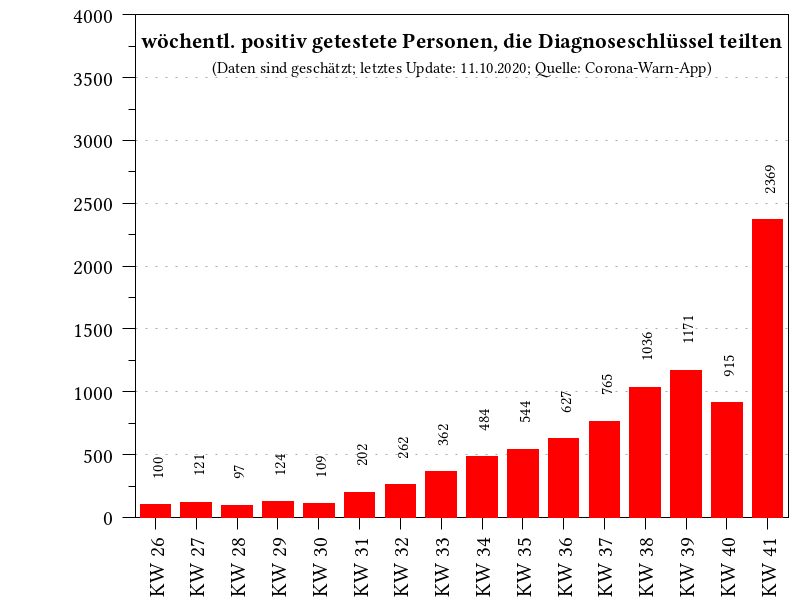 wöchentl. positiv getestete Personen, die Diagnoseschlüssel teilten
(Daten sind geschätzt; letztes Update: 11.10.2020; Quelle: Corona-Warn-App)
4000
3500
3000
2500
2000
1500
1000
500
0
100
121
97
124
109
202
262
362
484
544
627
765
1036
1171
915
2369
KW 26
KW 27
KW 28
KW 29
KW 30
KW 31
KW 32
KW 33
KW 34
KW 35
KW 36
KW 37
KW 38
KW 39
KW 40
KW 41